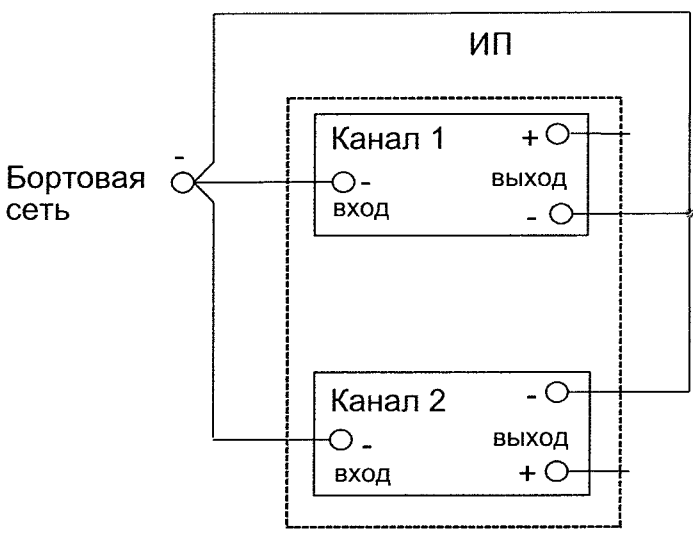 ИП
Канал 1
+
-
Бортовая
сеть
-
вход
выход
-
Канал 2
-
выход
-
вход
+